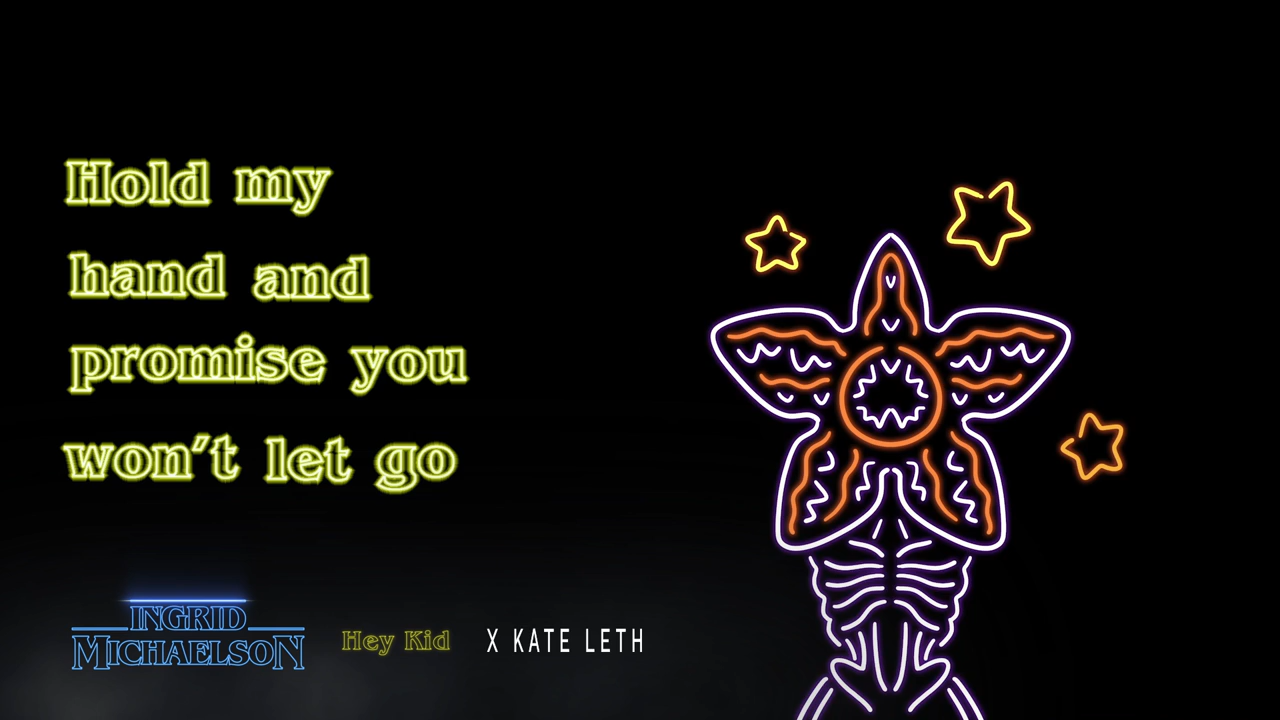 Hold my
hand and
promise you
won't let go
INGRID
MICHAELSON
Hey Kid
X KATE LETH